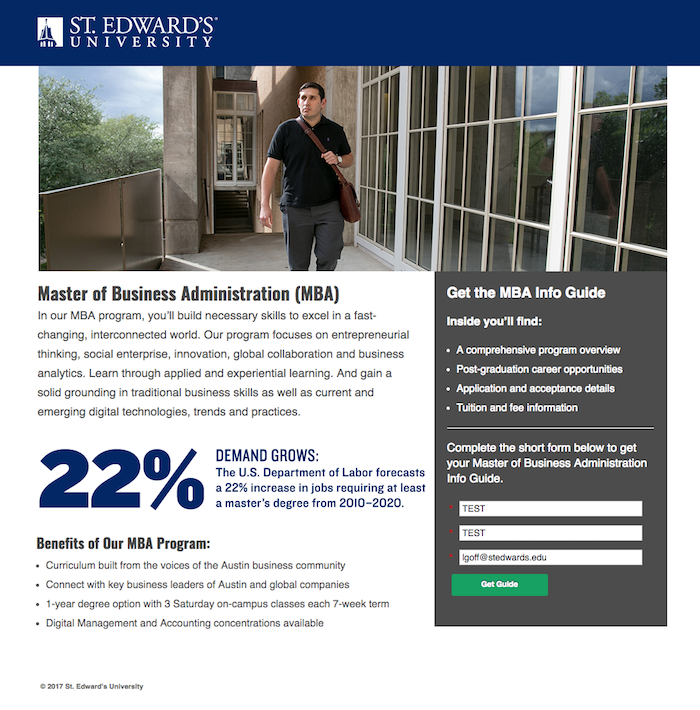 ST. EDWARD'S®
UNIVERSITY
Master of Business Administration (MBA)
In our MBA program, you'll build necessary skills to excel in a fast-
changing, interconnected world. Our program focuses on entrepreneurial
thinking, social enterprise, innovation, global collaboration and business
analytics. Learn through applied and experiential learning. And gain a
solid grounding in traditional business skills as well as current and
emerging digital technologies, trends and practices.
22%
DEMAND GROWS:
The U.S. Department of Labor forecasts
a 22% increase in jobs requiring at least
a master's degree from 2010–2020.
Benefits of Our MBA Program:
• Curriculum built from the voices of the Austin business community
• Connect with key business leaders of Austin and global companies
• 1-year degree option with 3 Saturday on-campus classes each 7-week term
• Digital Management and Accounting concentrations available
Get the MBA Info Guide
Inside you'll find:
• A comprehensive program overview
• Post-graduation career opportunities
• Application and acceptance details
• Tuition and fee information
Complete the short form below to get
your Master of Business Administration
Info Guide.
* TEST
* TEST
* lgoff@stedwards.edu
Get Guide
© 2017 St. Edward's University